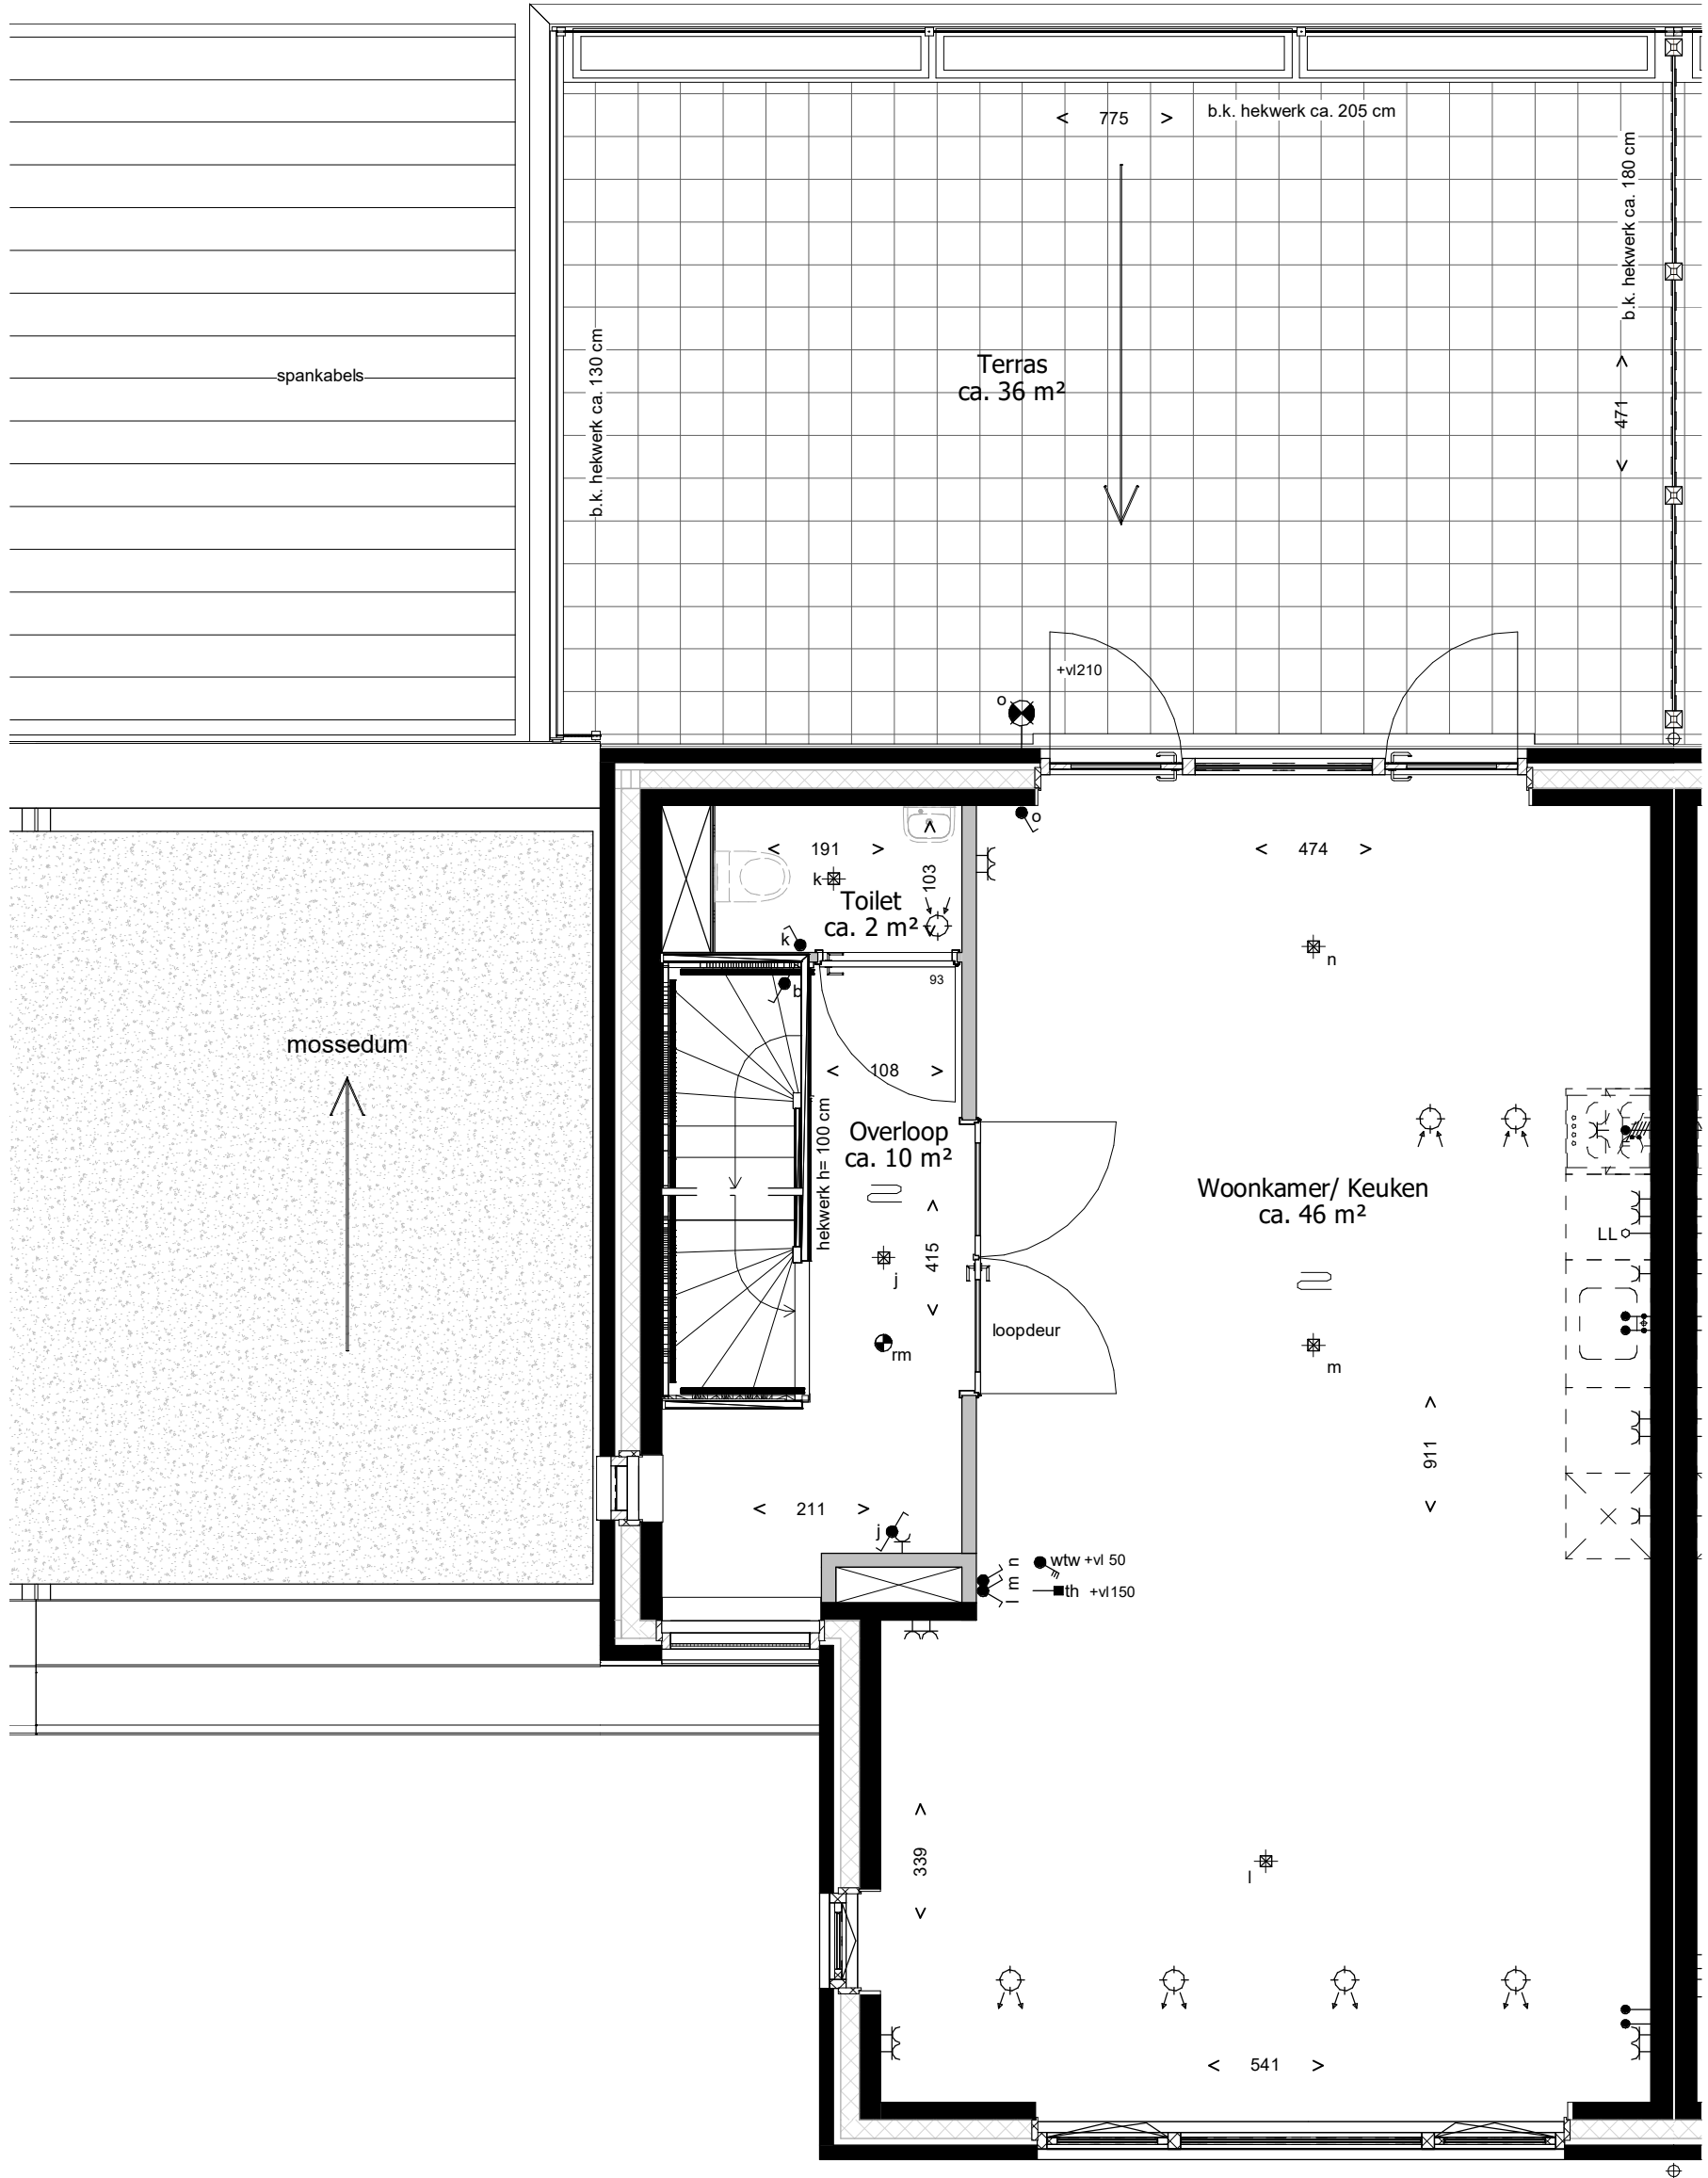 < 775 >
b.k. hekwerk ca. 205 cm
b.k. hekwerk ca. 180 cm
b.k. hekwerk ca. 130 cm
spankabels
Terras
ca. 36 m²
< 471 >
+vl210
o
o
< 191 >
< 474 >
k
< 103 >
Toilet
ca. 2 m²
k
n
b
93
mossedum
< 108 >
hekwerk h= 100 cm
Overloop
ca. 10 m²
Woonkamer/ Keuken
ca. 46 m²
< 415 >
LL
j
loopdeur
rm
m
< 911 >
< 211 >
j
l m n
wtw +vl 50
th +vl150
< 339 >
l
< 541 >